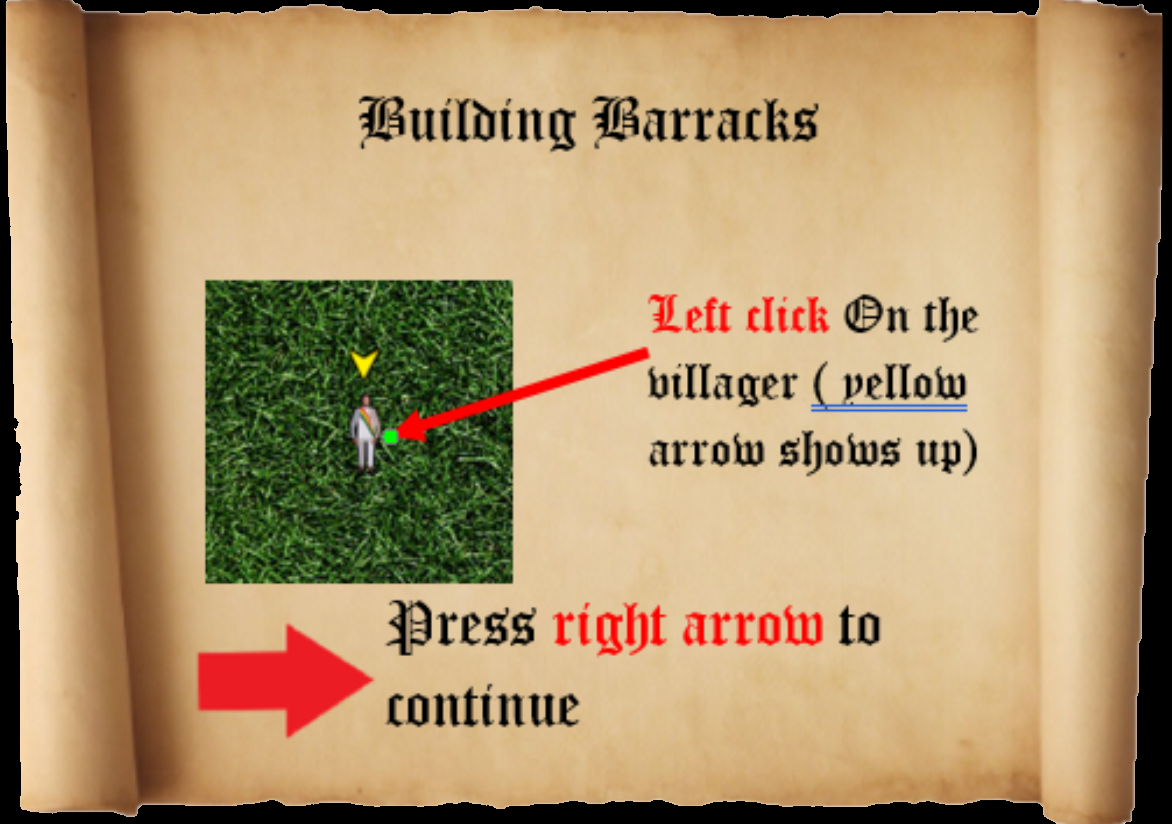 Building Barracks
Left click On the
villager ( yellow
arrow shows up)
Press right arrow to
continue